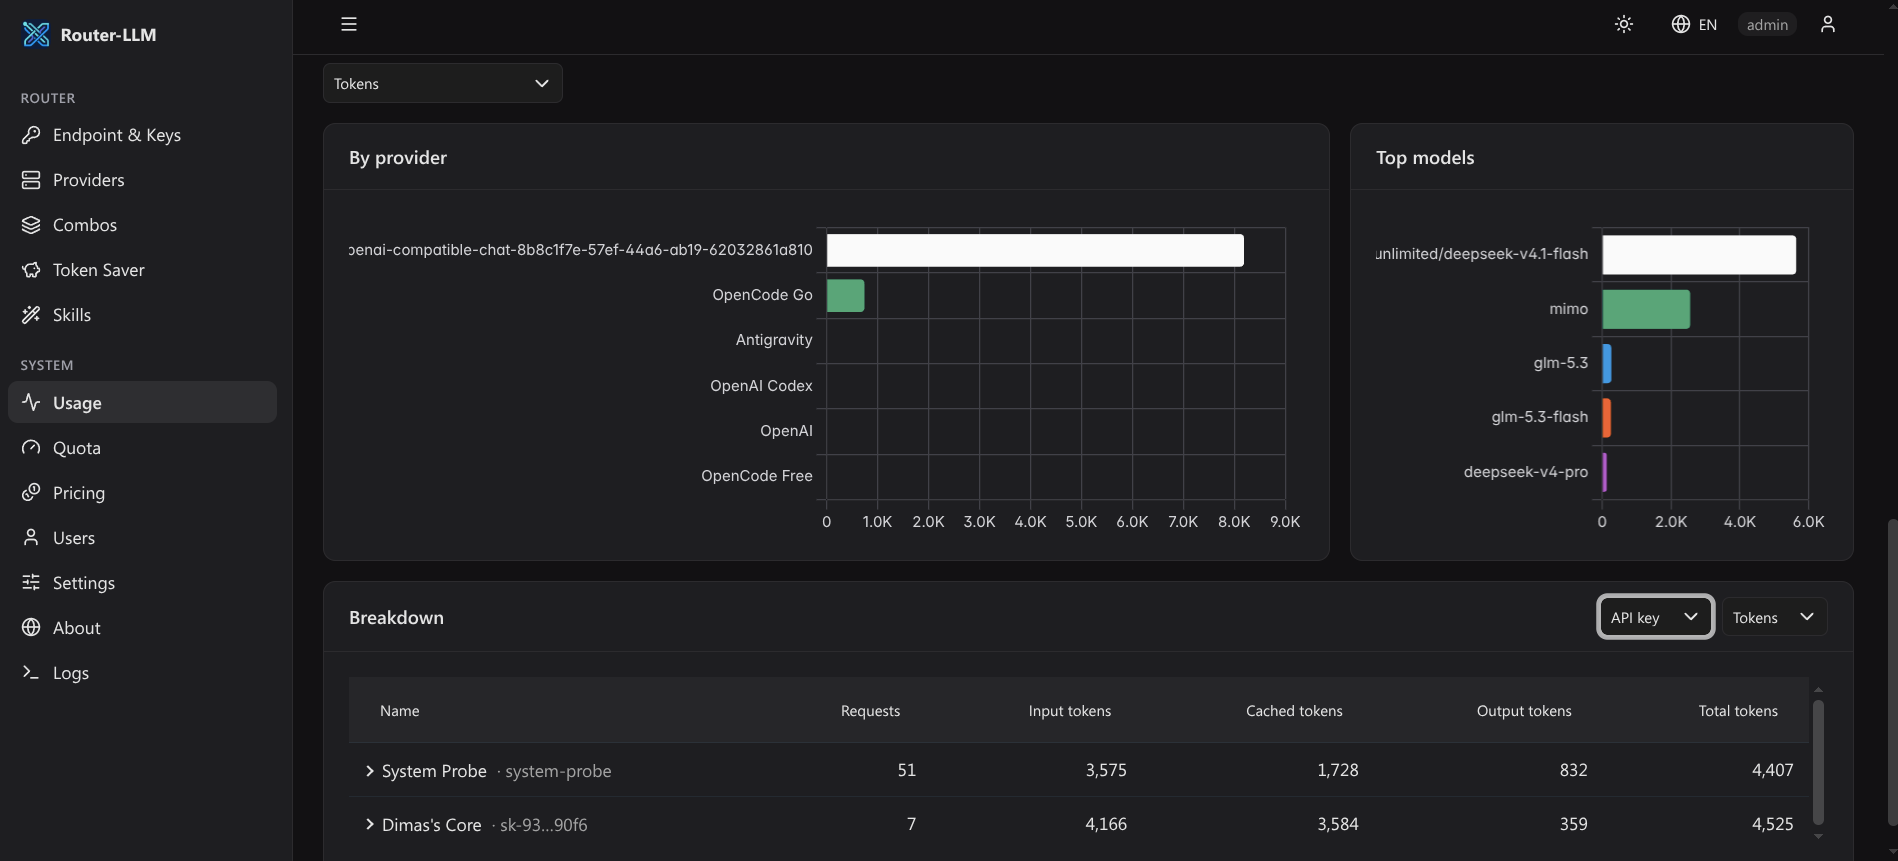 Router-LLM
EN
admin
ROUTER
Endpoint & Keys
Providers
Combos
Token Saver
Skills
SYSTEM
Usage
Quota
Pricing
Users
Settings
About
Logs
Tokens
By provider
penai-compatible-chat-8b8c1f7e-57ef-44a6-ab19-62032861a810
OpenCode Go
Antigravity
OpenAI Codex
OpenAI
OpenCode Free
0 1.0K 2.0K 3.0K 4.0K 5.0K 6.0K 7.0K 8.0K 9.0K
Top models
unlimited/deepseek-v4.1-flash
mimo
glm-5.3
glm-5.3-flash
deepseek-v4-pro
0 2.0K 4.0K 6.0K
Breakdown
API key
Tokens
Name Requests Input tokens Cached tokens Output tokens Total tokens
System Probe · system-probe 51 3,575 1,728 832 4,407
Dimas's Core · sk-93...90f6 7 4,166 3,584 359 4,525